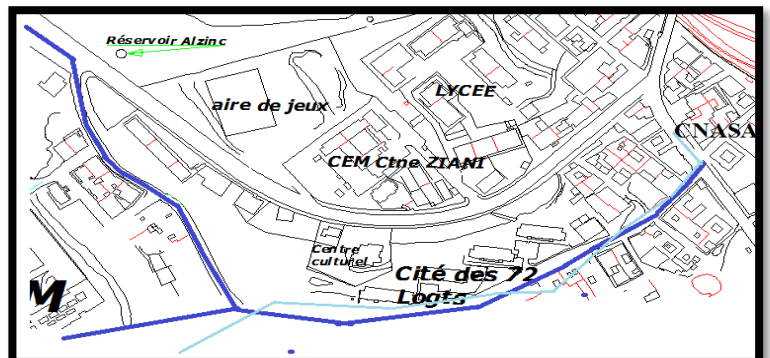 Réservoir Alzinc
LYCEE
aire de jeux
CNASA
CEM Ctne ZIANI
Centre
culturel
Cité des 72
Logts
M